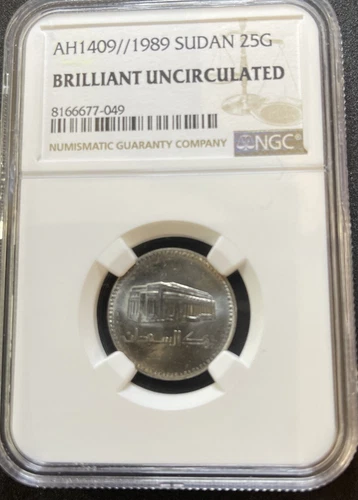 AH1409//1989 SUDAN 25G
BRILLIANT UNCIRCULATED
8166677-049
NUMISMATIC GUARANTY COMPANY
NGC®
بنك السودان